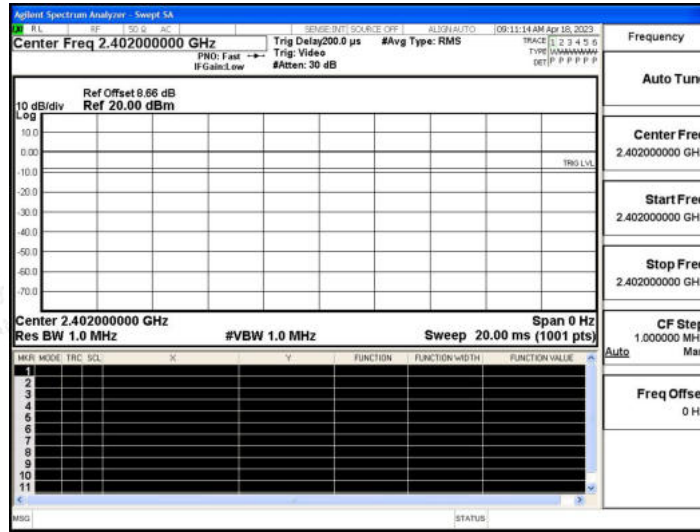 Agilent Spectrum Analyzer - Swept SA
RL RF 50 Ω AC SENSE:INT SOURCE OFF ALIGNAUTO 09:11:14 AM Apr 18, 2023
Center Freq 2.402000000 GHz
PNO: Fast
IFGain:Low
Trig Delay200.0 μs
Trig: Video
#Atten: 30 dB
#Avg Type: RMS
TRACE 1 2 3 4 5 6
TYPE
DET P P P P P P
Frequency
Auto Tune
Center Freq
2.402000000 GH
Start Freq
2.402000000 GH
Stop Freq
2.402000000 GH
CF Step
1.000000 MH
Auto Ma
Freq Offse
0 H
Ref Offset 8.66 dB
10 dB/div Ref 20.00 dBm
Log
10.0
0.00
TRIG LVL
-10.0
-20.0
-30.0
-40.0
-50.0
-60.0
-70.0
Center 2.402000000 GHz Span 0 Hz
Res BW 1.0 MHz #VBW 1.0 MHz Sweep 20.00 ms (1001 pts)
MKR MODE TRC SCL X Y FUNCTION FUNCTION WIDTH FUNCTION VALUE
1
2
3
4
5
6
7
8
9
10
11
MSG STATUS